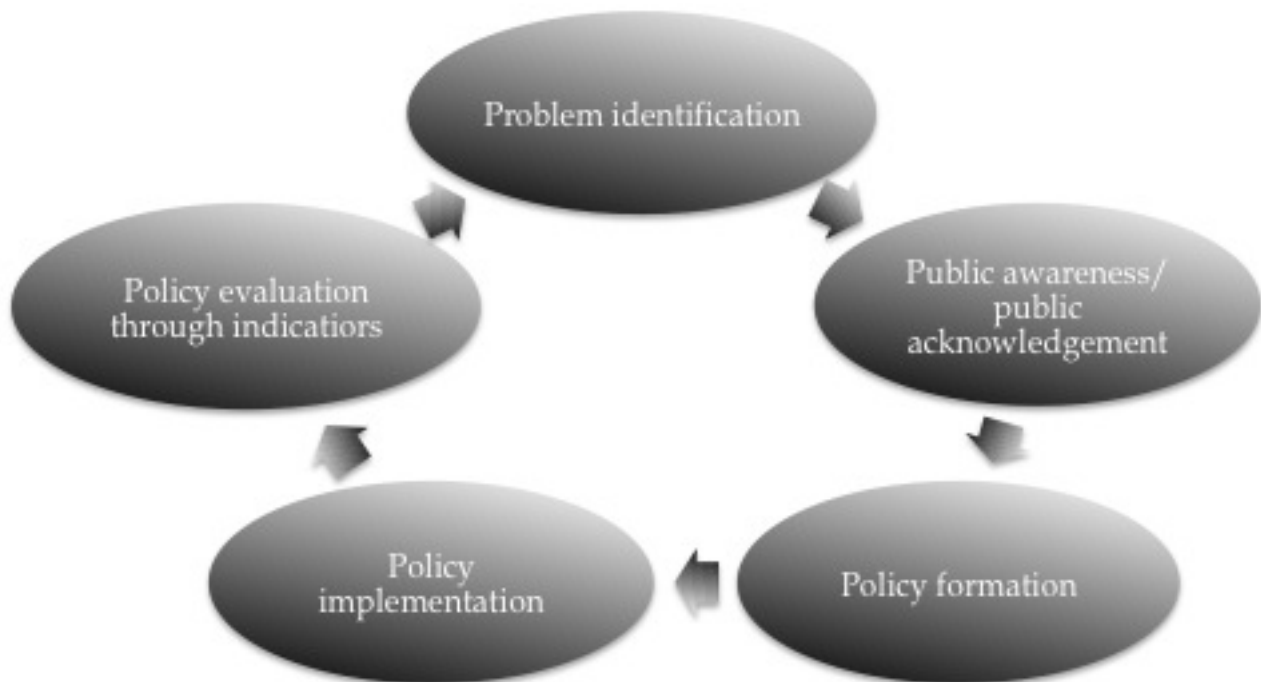 Problem identification
Public awareness/
public
acknowledgement
Policy formation
Policy
implementation
Policy evaluation
through indicatiors